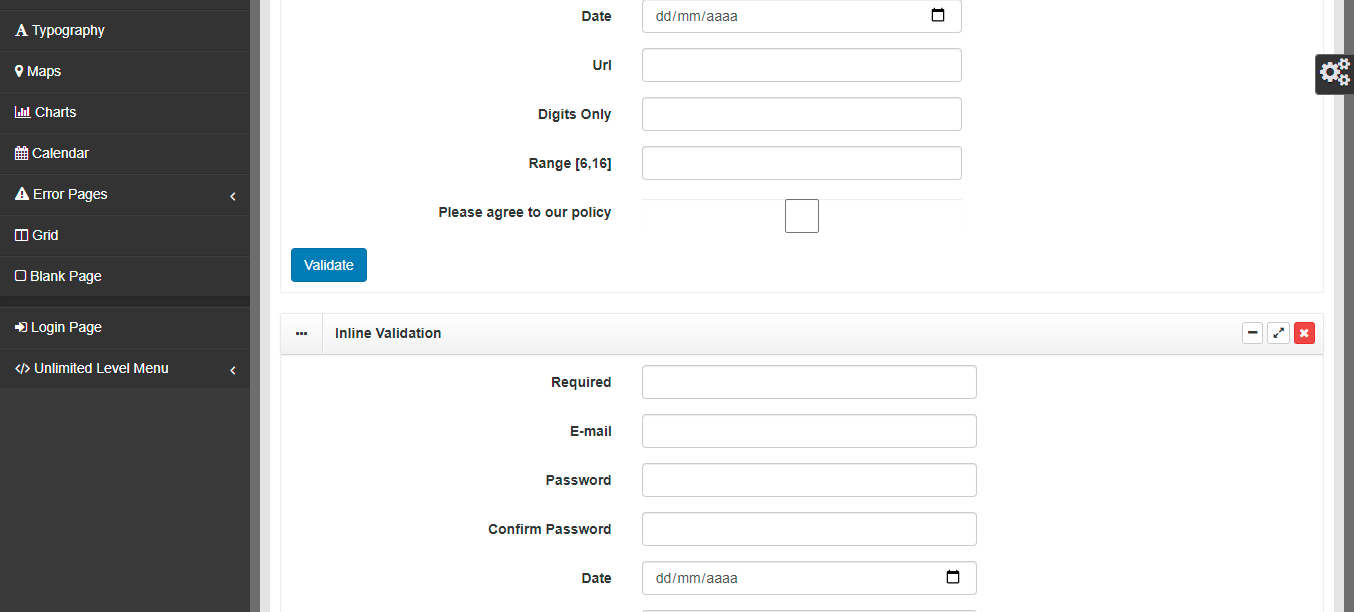 Typography
Maps
Charts
Calendar
Error Pages
Grid
Blank Page
Login Page
Unlimited Level Menu
Date
dd/mm/aaaa
Url
Digits Only
Range [6,16]
Please agree to our policy
Validate
Inline Validation
Required
E-mail
Password
Confirm Password
Date
dd/mm/aaaa